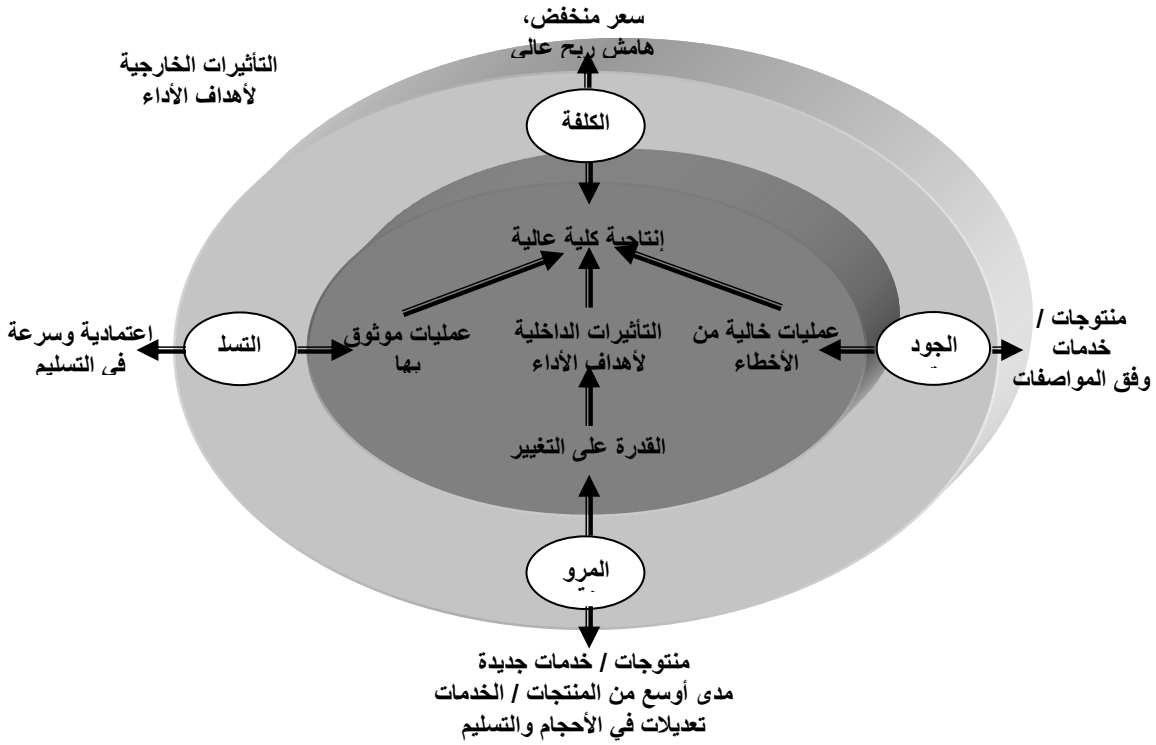 سعر منخفض،
هامش ربح عالي
التأثيرات الخارجية
لأهداف الأداء
الكلفة
إنتاجية كلية عالية
اعتمادية وسرعة
في التسليم
التسل
عمليات موثوق
بها
التأثيرات الداخلية
لأهداف الأداء
عمليات خالية من
الأخطاء
الجود
منتوجات /
خدمات
وفق المواصفات
القدرة على التغيير
المرو
منتوجات / خدمات جديدة
مدى أوسع من المنتجات / الخدمات
تعديلات في الأحجام والتسليم